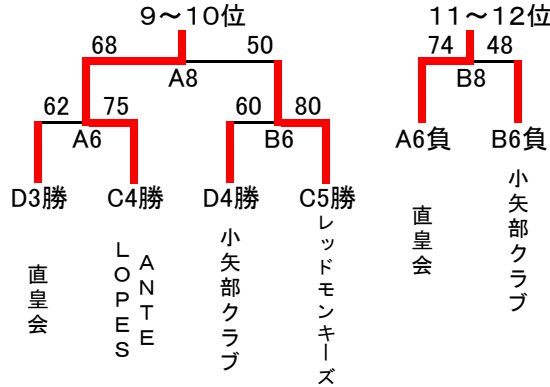 9～10位
11～12位
68
50
74
48
A8
B8
62
75
60
80
A6
B6
A6負
B6負
D3勝
C4勝
D4勝
C5勝
直皇会
ANTE
LOPES
小矢部クラブ
レッドモンキーズ
直皇会
小矢部クラブ